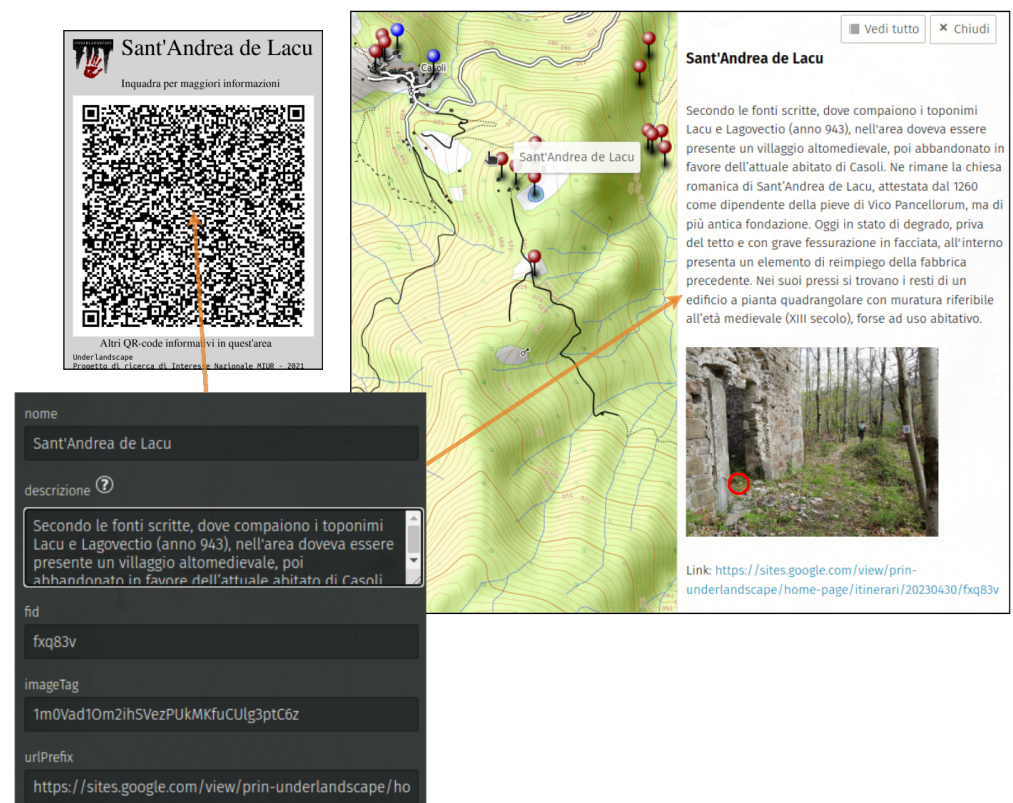 UNDERLANDSCAPE
Sant'Andrea de Lacu
Inquadra per maggiori informazioni
Altri QR-code informativi in quest'area
Underlandscape
Progetto di ricerca di Interesse Nazionale MIUR - 2021
Casoli
Sant'Andrea de Lacu
Vedi tutto
✕ Chiudi
Sant'Andrea de Lacu
Secondo le fonti scritte, dove compaiono i toponimi
Lacu e Lagovectio (anno 943), nell'area doveva essere
presente un villaggio altomedievale, poi abbandonato in
favore dell’attuale abitato di Casoli. Ne rimane la chiesa
romanica di Sant’Andrea de Lacu, attestata dal 1260
come dipendente della pieve di Vico Pancellorum, ma di
più antica fondazione. Oggi in stato di degrado, priva
del tetto e con grave fessurazione in facciata, all'interno
presenta un elemento di reimpiego della fabbrica
precedente. Nei suoi pressi si trovano i resti di un
edificio a pianta quadrangolare con muratura riferibile
all’età medievale (XIII secolo), forse ad uso abitativo.
Link: https://sites.google.com/view/prin-
underlandscape/home-page/itinerari/20230430/fxq83v
nome
Sant'Andrea de Lacu
descrizione ?
Secondo le fonti scritte, dove compaiono i toponimi
Lacu e Lagovectio (anno 943), nell'area doveva essere
presente un villaggio altomedievale, poi
abbandonato in favore dell’attuale abitato di Casoli.
fid
fxq83v
imageTag
1m0Vad1Om2ihSVezPUkMKfuCUlg3ptC6z
urlPrefix
https://sites.google.com/view/prin-underlandscape/ho